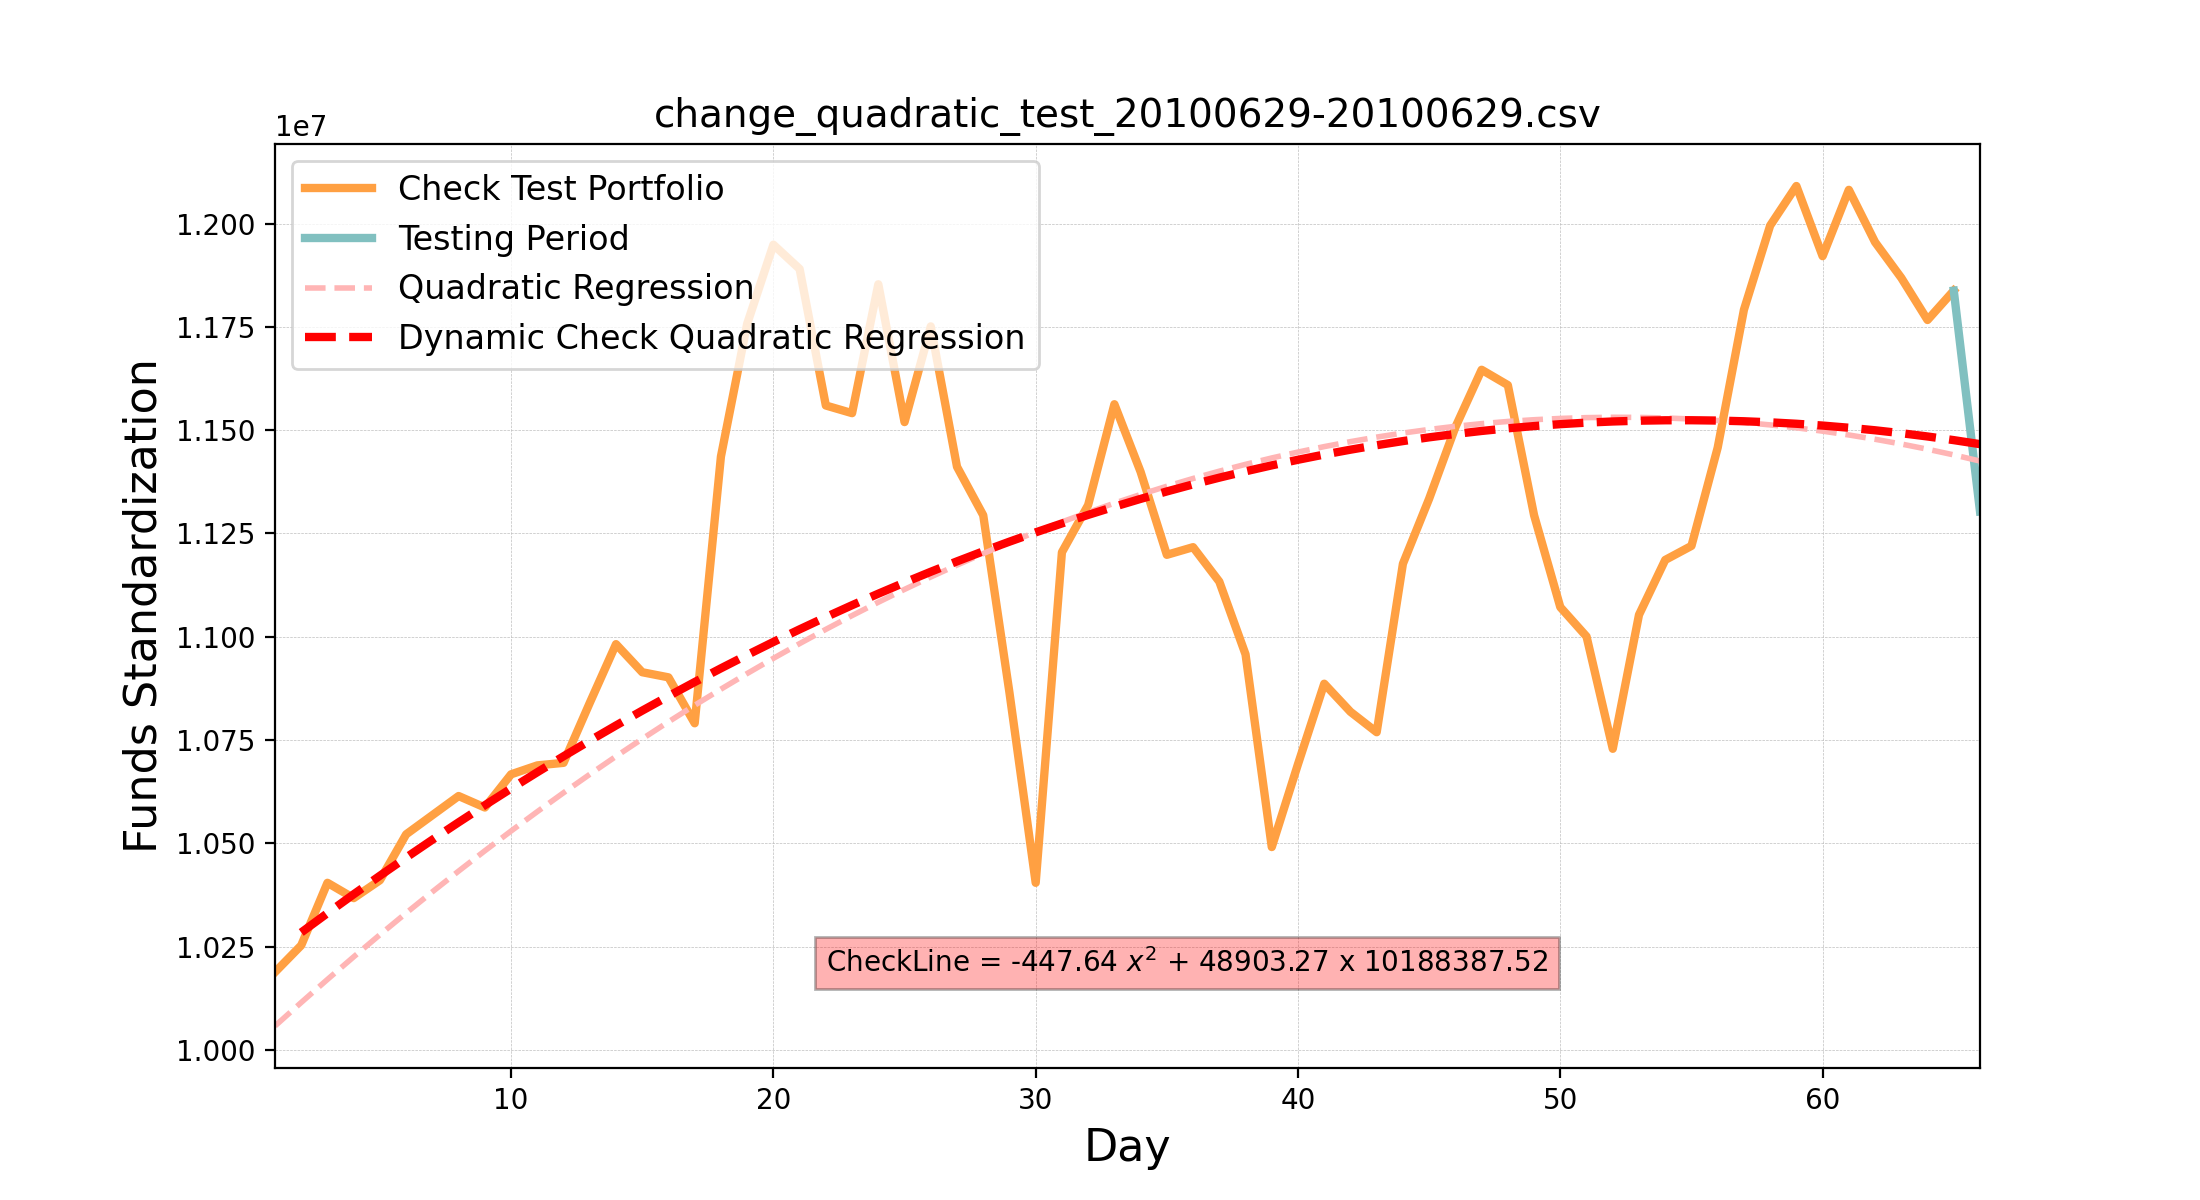 change_quadratic_test_20100629-20100629.csv
1e7
Check Test Portfolio
Testing Period
Quadratic Regression
Dynamic Check Quadratic Regression
Funds Standardization
1.200
1.175
1.150
1.125
1.100
1.075
1.050
1.025
1.000
CheckLine = -447.64 x² + 48903.27 x 10188387.52
10 20 30 40 50 60
Day